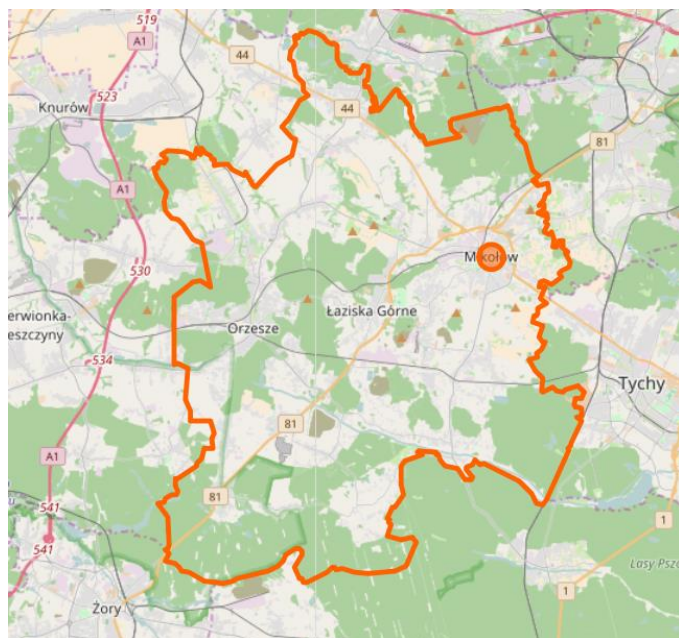 519
A1
44
523
Knurów
44
81
A1
Mikołów
530
Łaziska Górne
erwionka-
eszczyny
Orzesze
534
Tychy
81
A1
81
541
1
541
Lasy Psz
Żory
1